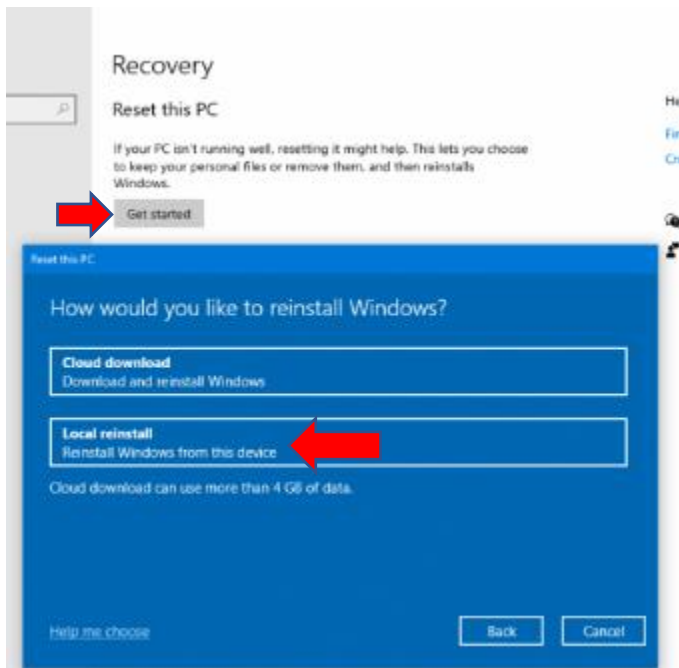 Recovery
Reset this PC
If your PC isn't running well, resetting it might help. This lets you choose
to keep your personal files or remove them, and then reinstalls
Windows.
Get started
Reset this PC
How would you like to reinstall Windows?
Cloud download
Download and reinstall Windows
Local reinstall
Reinstall Windows from this device
Cloud download can use more than 4 GB of data.
Help me choose
Back
Cancel